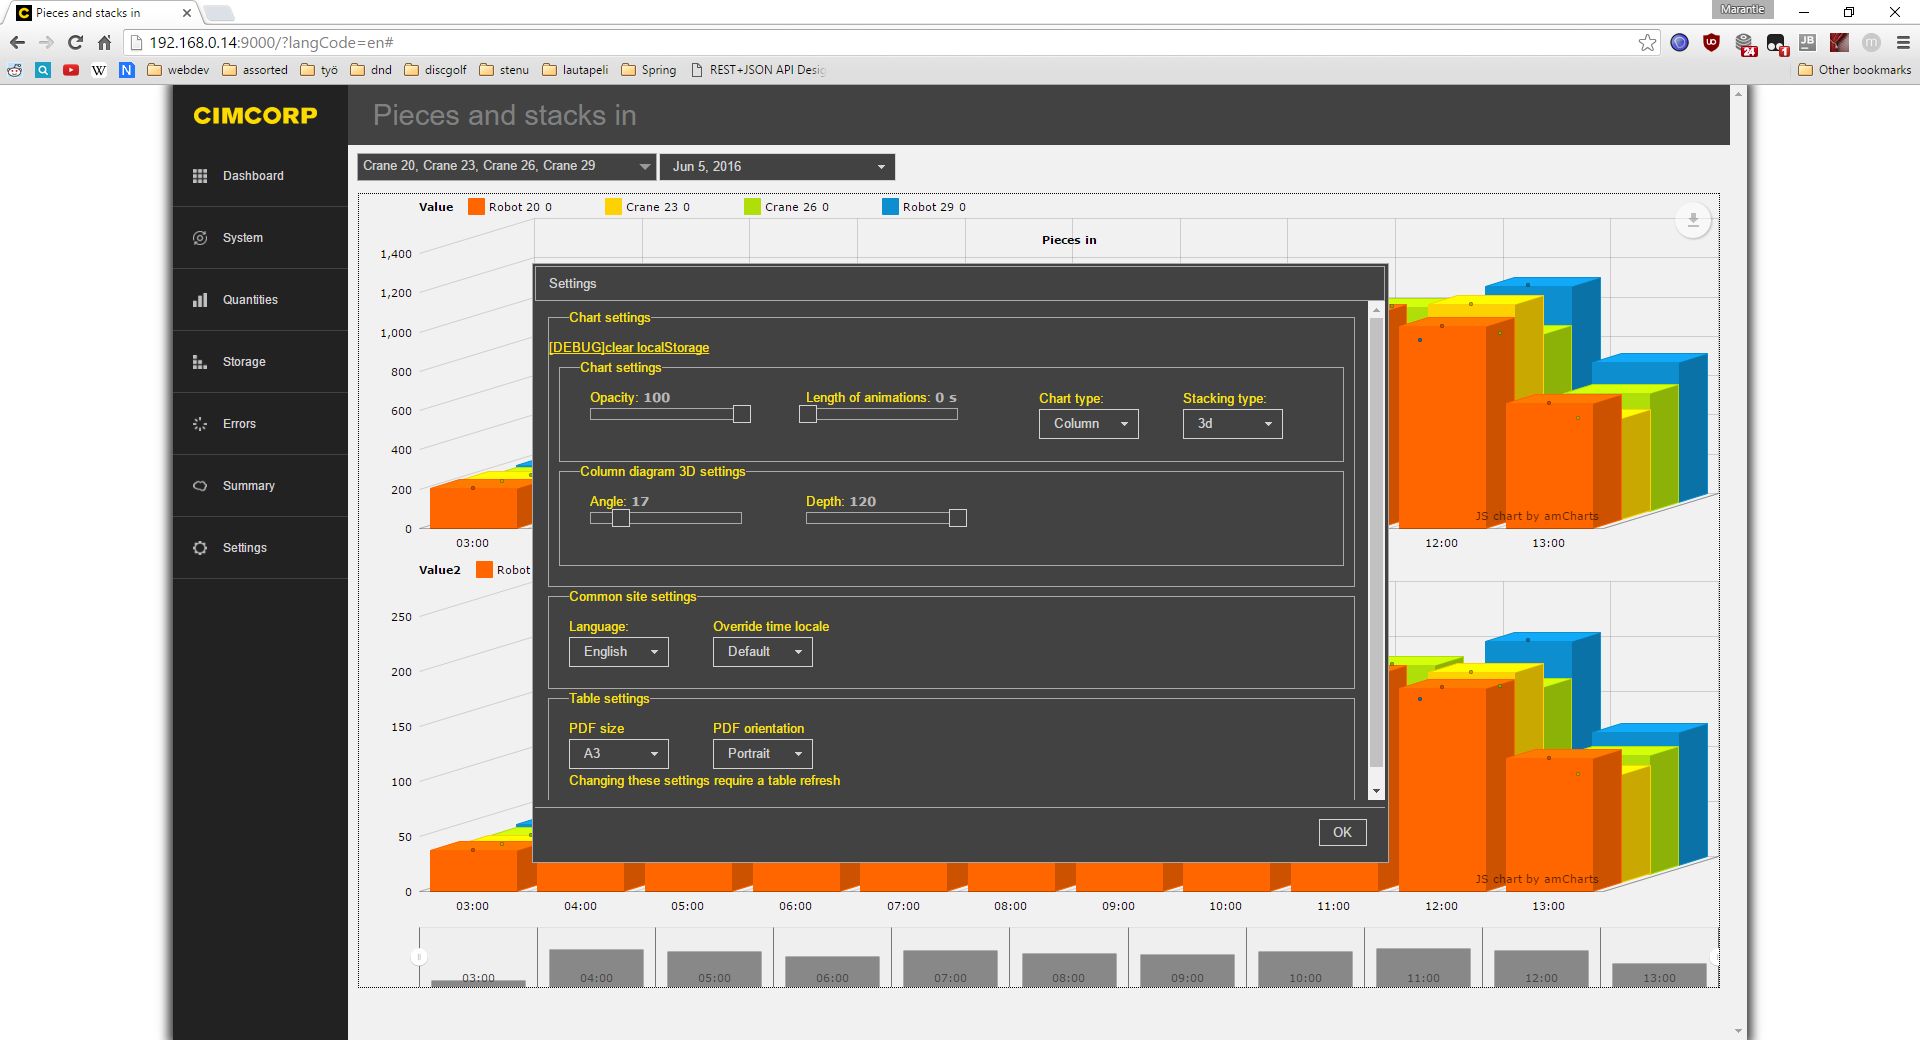 Pieces and stacks in
Marantle
192.168.0.14:9000/?langCode=en#
24
1
webdev assorted työ dnd discgolf stenu lautapeli Spring REST+JSON API Desig Other bookmarks
CIMCORP
Pieces and stacks in
Dashboard
System
Quantities
Storage
Errors
Summary
Settings
Crane 20, Crane 23, Crane 26, Crane 29
Jun 5, 2016
Value Robot 20 0 Crane 23 0 Crane 26 0 Robot 29 0
Pieces in
1,400
1,200
1,000
800
600
400
200
0
03:00
12:00
13:00
JS chart by amCharts
Settings
Chart settings
[DEBUG]clear localStorage
Chart settings
Opacity: 100
Length of animations: 0 s
Chart type:
Column
Stacking type:
3d
Column diagram 3D settings
Angle: 17
Depth: 120
Common site settings
Language:
English
Override time locale
Default
Table settings
PDF size
A3
PDF orientation
Portrait
Changing these settings require a table refresh
OK
Value2 Robot
250
200
150
100
50
0
JS chart by amCharts
03:00 04:00 05:00 06:00 07:00 08:00 09:00 10:00 11:00 12:00 13:00
03:00 04:00 05:00 06:00 07:00 08:00 09:00 10:00 11:00 12:00 13:00